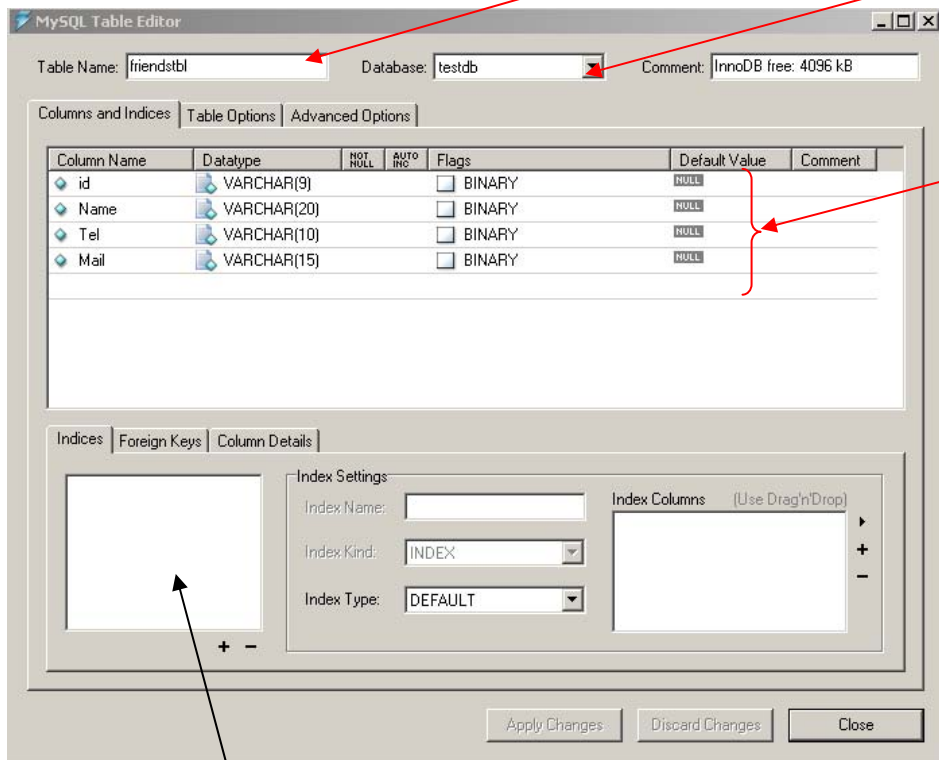 MySQL Table Editor
Table Name: friendstbl Database: testdb Comment: InnoDB free: 4096 kB
Columns and Indices Table Options Advanced Options
Column Name Datatype NOT NULL AUTO INC Flags Default Value Comment
id VARCHAR(9) BINARY NULL
Name VARCHAR(20) BINARY NULL
Tel VARCHAR(10) BINARY NULL
Mail VARCHAR(15) BINARY NULL
Indices Foreign Keys Column Details
Index Settings
Index Name: Index Columns (Use Drag'n'Drop)
Index Kind: INDEX
Index Type: DEFAULT
Apply Changes Discard Changes Close